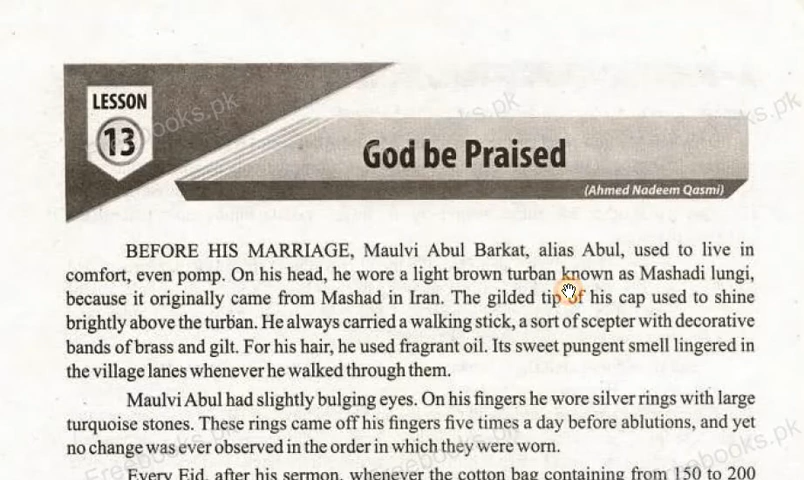 LESSON
13
God be Praised
(Ahmed Nadeem Qasmi)
BEFORE HIS MARRIAGE, Maulvi Abul Barkat, alias Abul, used to live in
comfort, even pomp. On his head, he wore a light brown turban known as Mashadi lungi,
because it originally came from Mashad in Iran. The gilded tip of his cap used to shine
brightly above the turban. He always carried a walking stick, a sort of scepter with decorative
bands of brass and gilt. For his hair, he used fragrant oil. Its sweet pungent smell lingered in
the village lanes whenever he walked through them.
Maulvi Abul had slightly bulging eyes. On his fingers he wore silver rings with large
turquoise stones. These rings came off his fingers five times a day before ablutions, and yet
no change was ever observed in the order in which they were worn.
Every Eid, after his sermon, whenever the cotton bag containing from 150 to 200